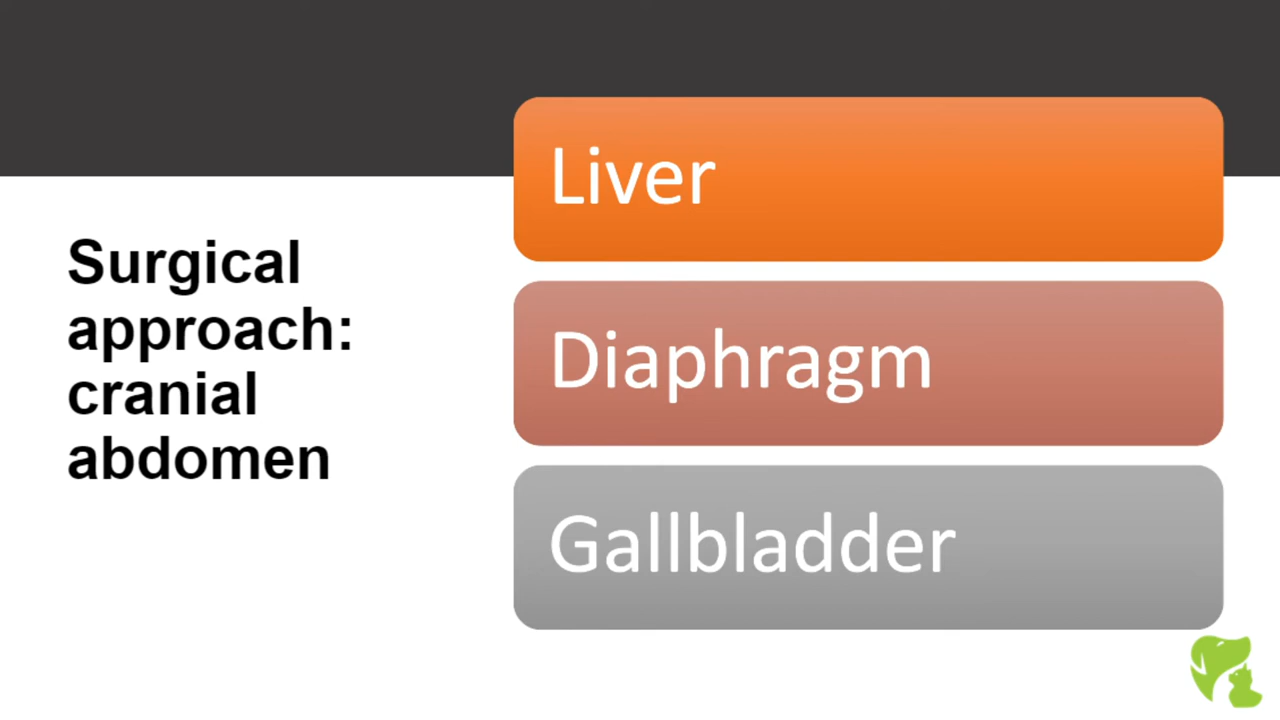 Surgical
approach:
cranial
abdomen
Liver
Diaphragm
Gallbladder